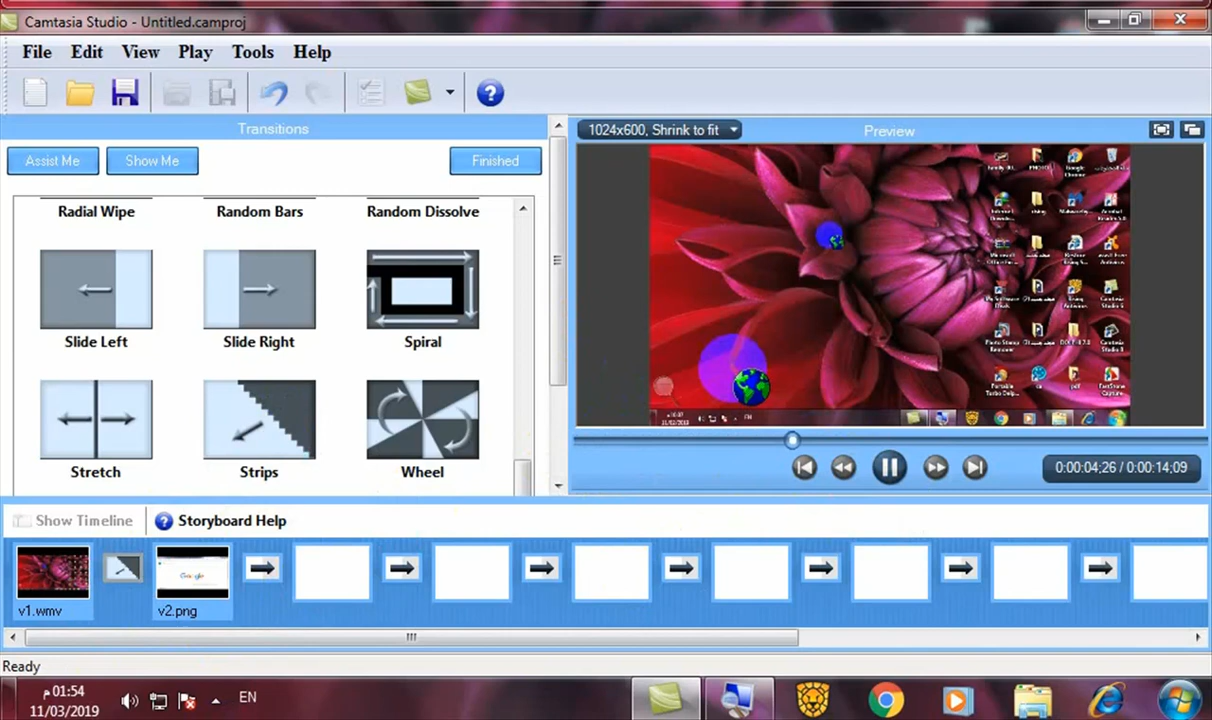 Camtasia Studio - Untitled.camproj
File Edit View Play Tools Help
Transitions
1024x600, Shrink to fit
Preview
Assist Me
Show Me
Finished
Radial Wipe
Random Bars
Random Dissolve
Slide Left
Slide Right
Spiral
Stretch
Strips
Wheel
0:00:04;26 / 0:00:14;09
Show Timeline
Storyboard Help
Google
v1.wmv
v2.png
Ready
01:54 م
11/03/2019
EN